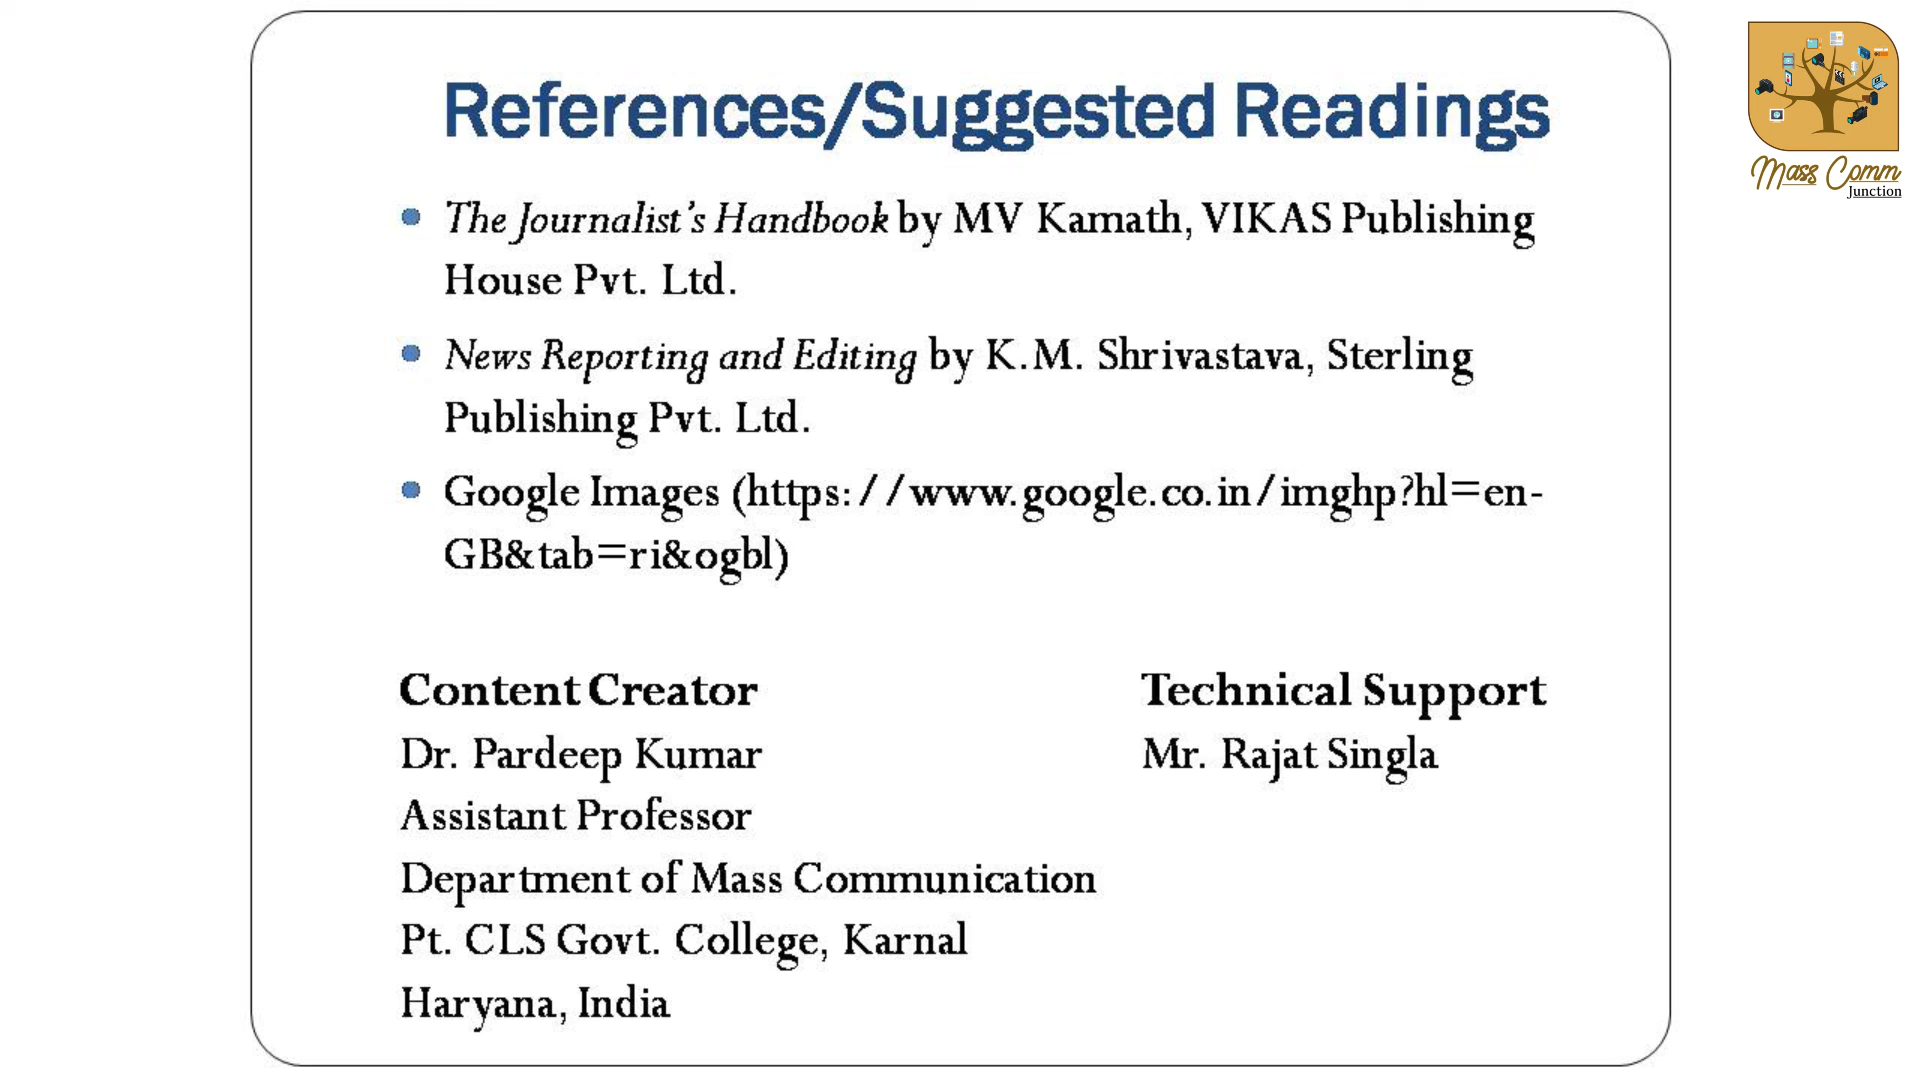 References/Suggested Readings
Mass Comm
Junction
• The Journalist's Handbook by MV Kamath, VIKAS Publishing
House Pvt. Ltd.
• News Reporting and Editing by K.M. Shrivastava, Sterling
Publishing Pvt. Ltd.
• Google Images (https://www.google.co.in/imghp?hl=en-
GB&tab=ri&ogbl)
Content Creator
Technical Support
Dr. Pardeep Kumar
Mr. Rajat Singla
Assistant Professor
Department of Mass Communication
Pt. CLS Govt. College, Karnal
Haryana, India